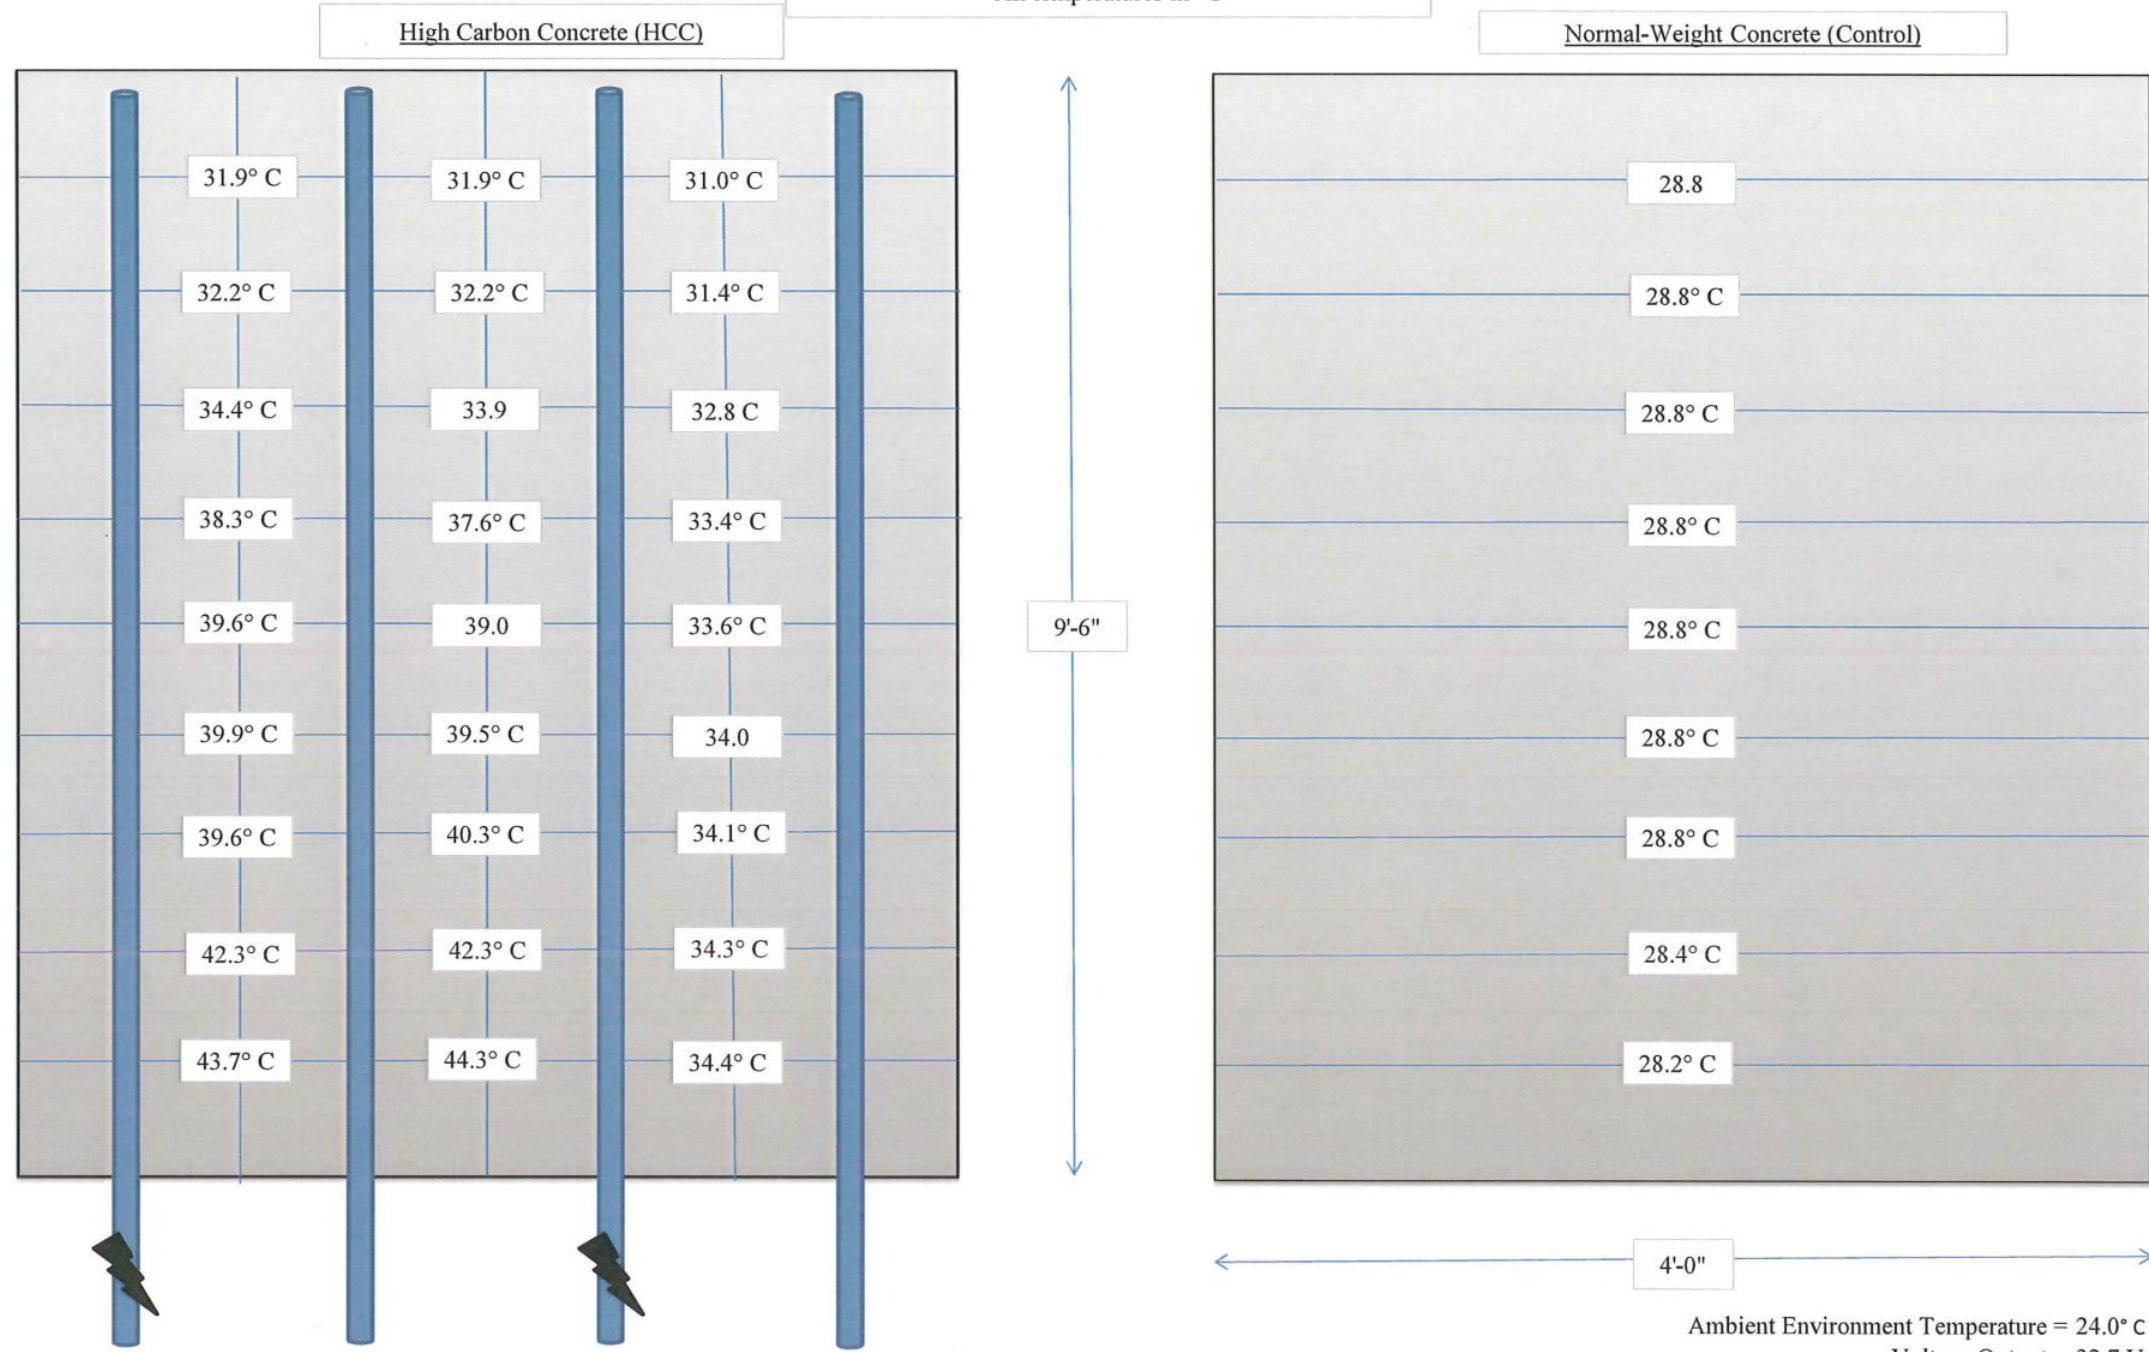 High Carbon Concrete (HCC)
Normal-Weight Concrete (Control)
31.9° C 31.9° C 31.0° C 28.8
32.2° C 32.2° C 31.4° C 28.8° C
34.4° C 33.9 32.8 C 28.8° C
38.3° C 37.6° C 33.4° C 28.8° C
39.6° C 39.0 33.6° C 9'-6" 28.8° C
39.9° C 39.5° C 34.0 28.8° C
39.6° C 40.3° C 34.1° C 28.8° C
42.3° C 42.3° C 34.3° C 28.4° C
43.7° C 44.3° C 34.4° C 28.2° C
4'-0"
Ambient Environment Temperature = 24.0° C